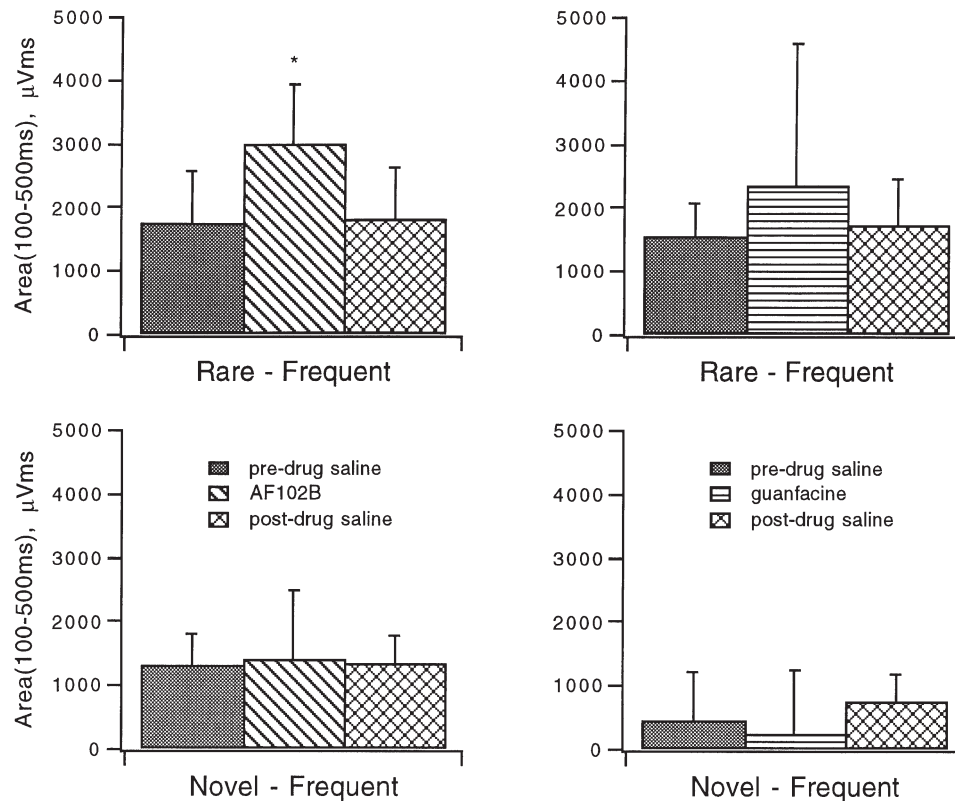 5000
4000
3000
2000
1000
0
Area(100-500ms), µVms
*
Rare - Frequent
5000
4000
3000
2000
1000
0
Rare - Frequent
5000
4000
3000
2000
1000
0
Area(100-500ms), µVms
pre-drug saline
AF102B
post-drug saline
Novel - Frequent
5000
4000
3000
2000
1000
0
pre-drug saline
guanfacine
post-drug saline
Novel - Frequent